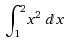 ∫₁² x² dx